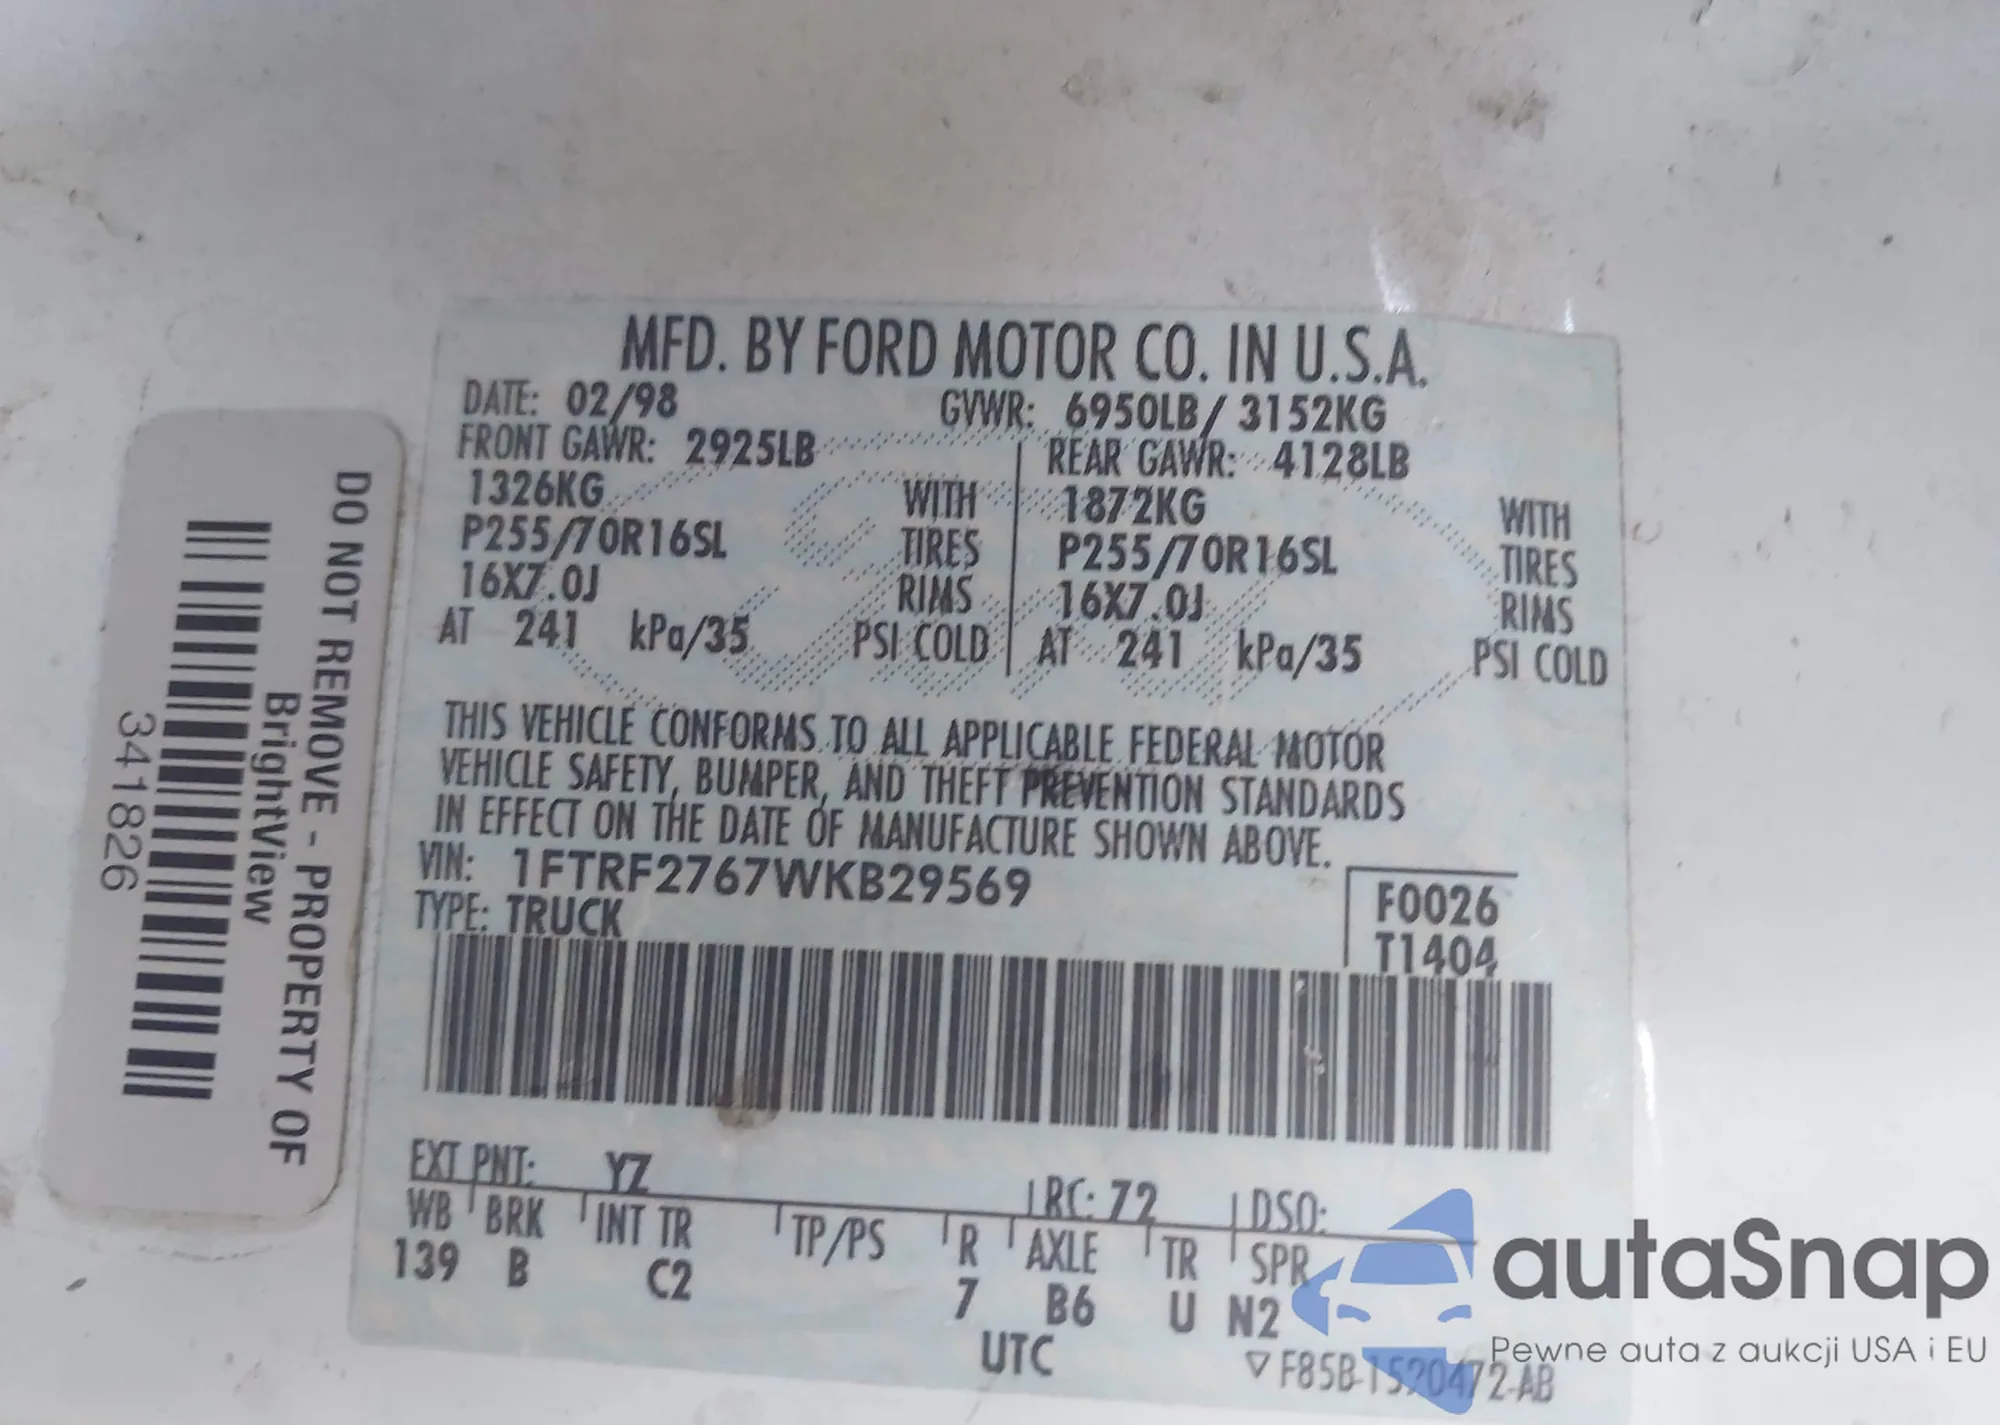 MFD. BY FORD MOTOR CO. IN U.S.A.
DATE: 02/98 GVWR: 6950LB/ 3152KG
FRONT GAWR: 2925LB REAR GAWR: 4128LB
1326KG WITH 1872KG WITH
P255/70R16SL TIRES P255/70R16SL TIRES
16X7.0J RIMS 16X7.0J RIMS
AT 241 kPa/35 PSI COLD AT 241 kPa/35 PSI COLD
THIS VEHICLE CONFORMS TO ALL APPLICABLE FEDERAL MOTOR
VEHICLE SAFETY, BUMPER, AND THEFT PREVENTION STANDARDS
IN EFFECT ON THE DATE OF MANUFACTURE SHOWN ABOVE.
VIN: 1FTRF2767WKB29569
TYPE: TRUCK
F0026
T1404
EXT PNT: YZ RC: 72 DSO:
WB BRK INT TR TP/PS R AXLE TR SPR
139 B C2 7 B6 U N2
UTC
▽ F85B-1520472-AB
DO NOT REMOVE - PROPERTY OF
BrightView
341826
autaSnap
Pewne auta z aukcji USA i EU